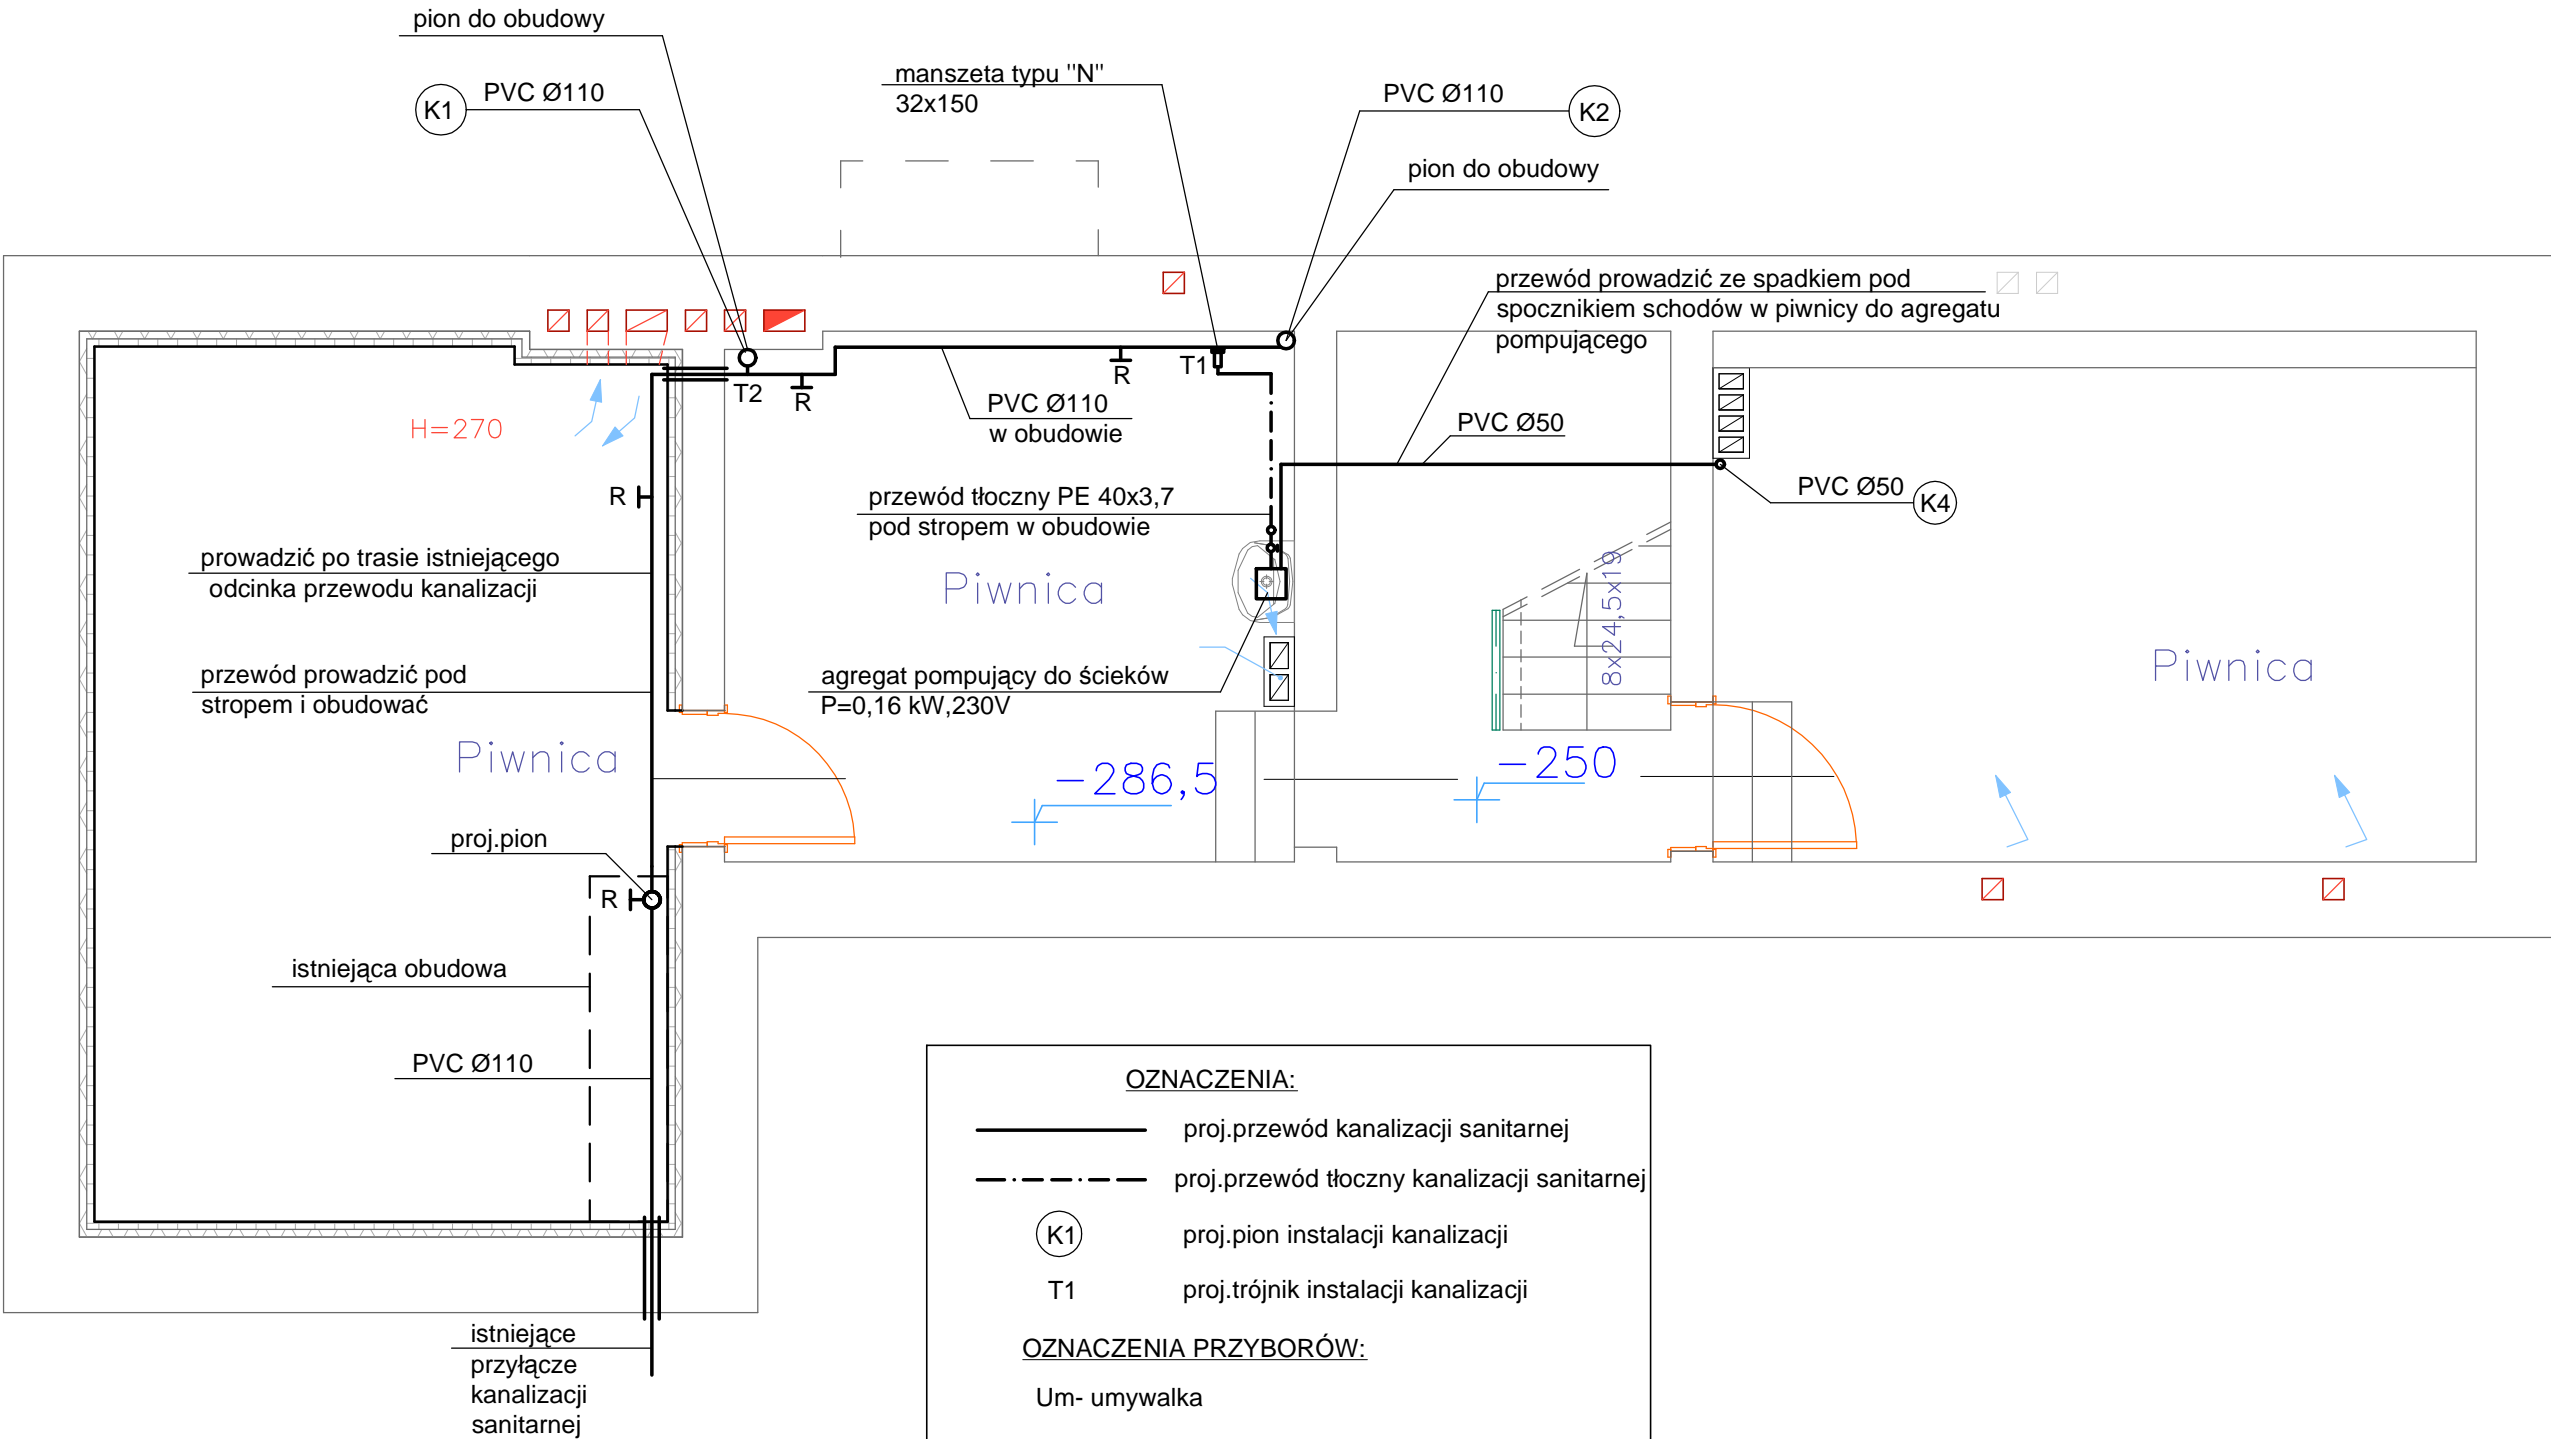 pion do obudowy
K1
PVC Ø110
manszeta typu "N"
32x150
PVC Ø110
K2
pion do obudowy
przewód prowadzić ze spadkiem pod
spocznikiem schodów w piwnicy do agregatu
pompującego
T2
R
R
T1
H=270
PVC Ø110
w obudowie
PVC Ø50
R
przewód tłoczny PE 40x3,7
pod stropem w obudowie
PVC Ø50
K4
prowadzić po trasie istniejącego
odcinka przewodu kanalizacji
Piwnica
8x24,5x19
Piwnica
przewód prowadzić pod
stropem i obudować
agregat pompujący do ścieków
P=0,16 kW,230V
Piwnica
-286,5
-250
proj.pion
R
istniejąca obudowa
PVC Ø110
istniejące
przyłącze
kanalizacji
sanitarnej
OZNACZENIA:
proj.przewód kanalizacji sanitarnej
proj.przewód tłoczny kanalizacji sanitarnej
K1
proj.pion instalacji kanalizacji
T1
proj.trójnik instalacji kanalizacji
OZNACZENIA PRZYBORÓW:
Um- umywalka